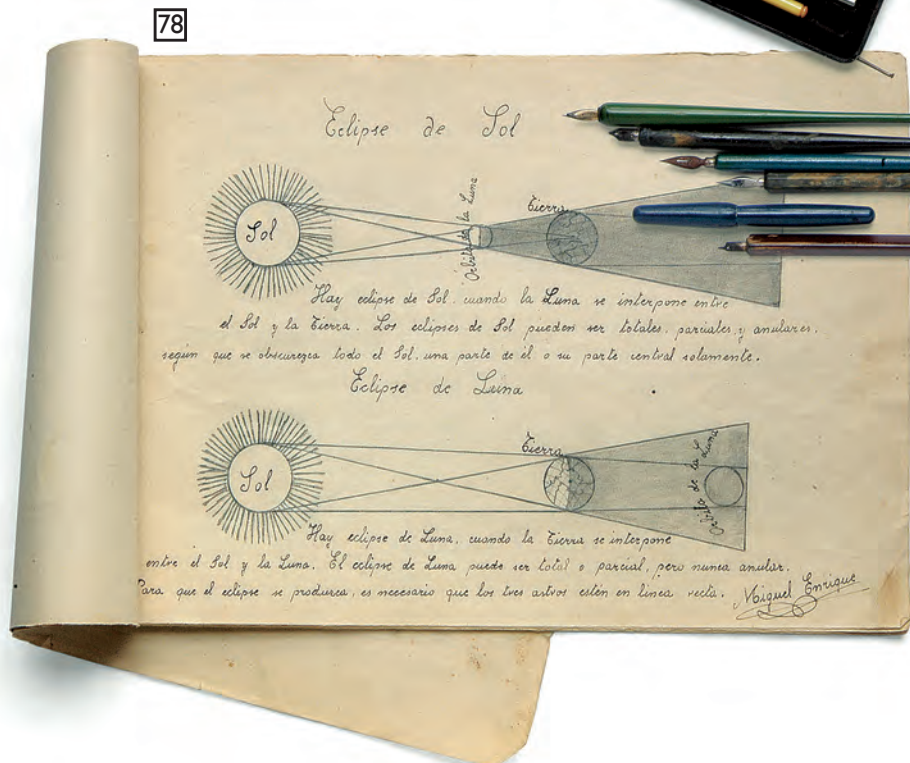 78
Eclipse de Sol
Sol
Órbita de la Luna
Tierra
Hay eclipse de Sol, cuando la Luna se interpone entre
el Sol y la Tierra. Los eclipses de Sol pueden ser totales, parciales, y anulares,
según que se obscurezca todo el Sol, una parte de él o su parte central solamente.
Eclipse de Luna
Sol
Tierra
Orbita de la Luna
Hay eclipse de Luna, cuando la Tierra se interpone
entre el Sol y la Luna. El eclipse de Luna puede ser total o parcial, pero nunca anular.
Para que el eclipse se produzca, es necesario que los tres astros estén en linea recta.
Miguel Enrique